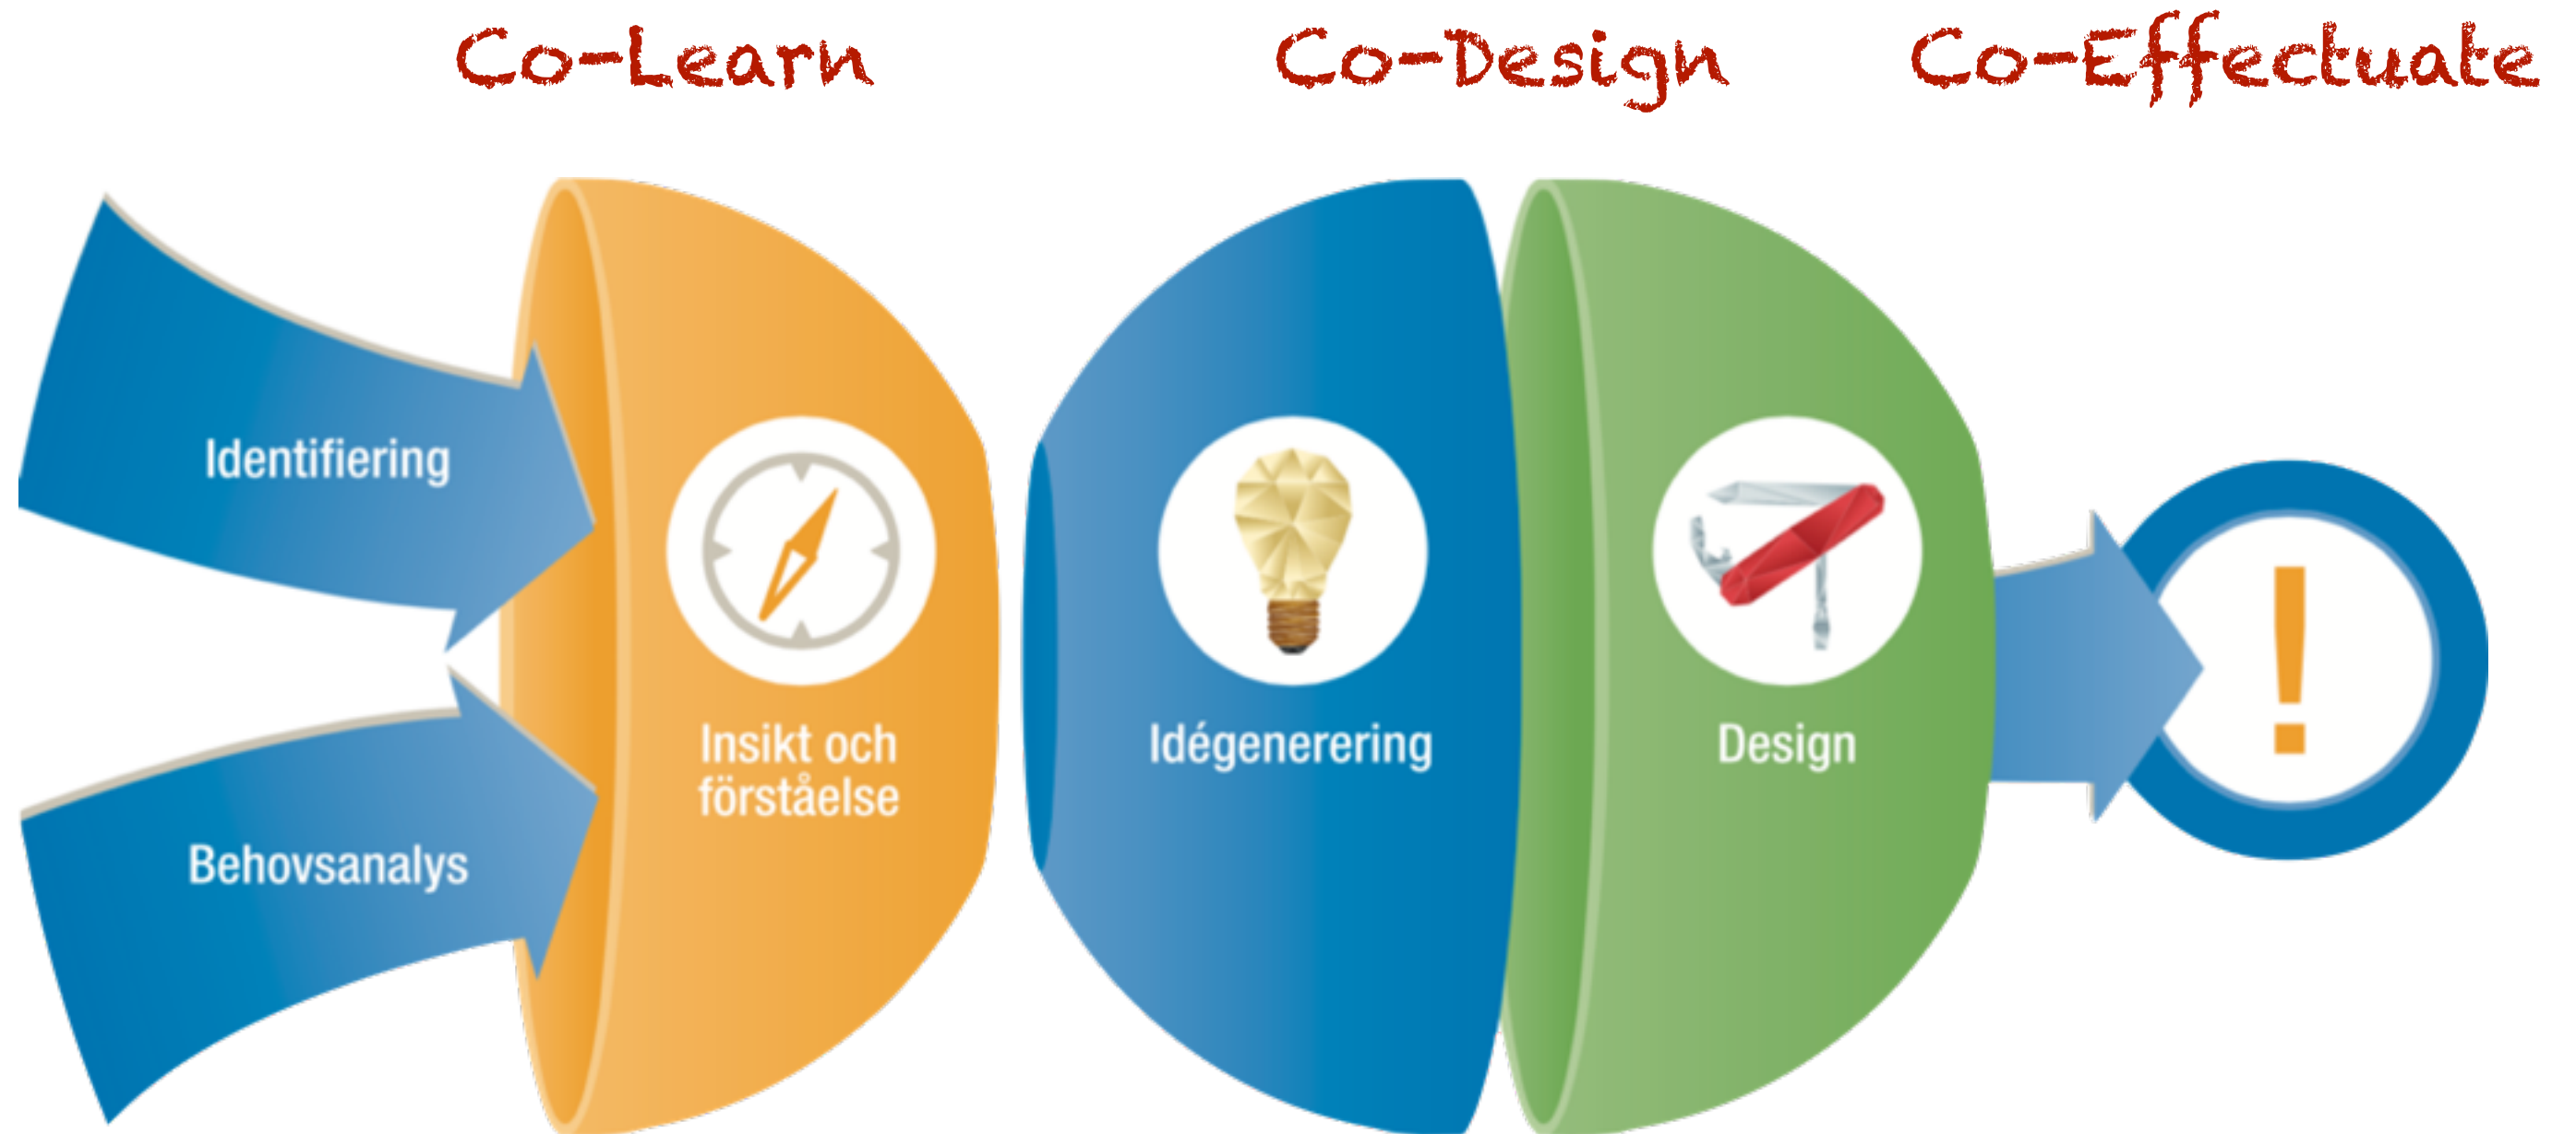 Co-Learn
Co-Design
Co-Effectuate
Identifiering
Behovsanalys
Insikt och
förståelse
Idégenerering
Design
!